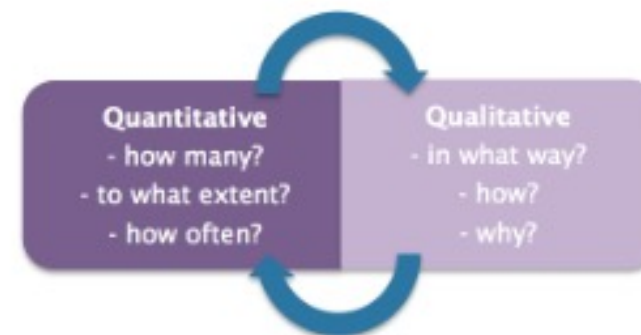 Quantitative
- how many?
- to what extent?
- how often?
Qualitative
- in what way?
- how?
- why?